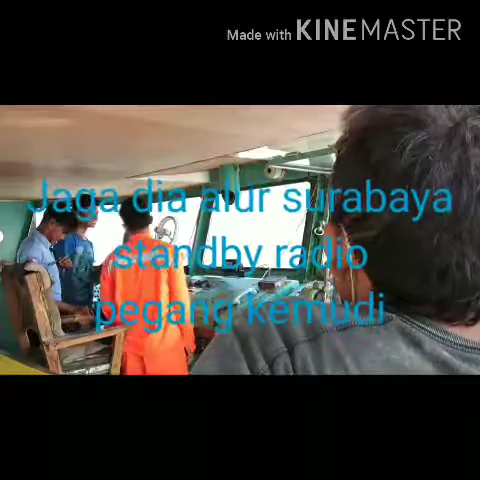 Made with KINEMASTER
Jaga dia alur surabaya
standby radio
pegang kemudi